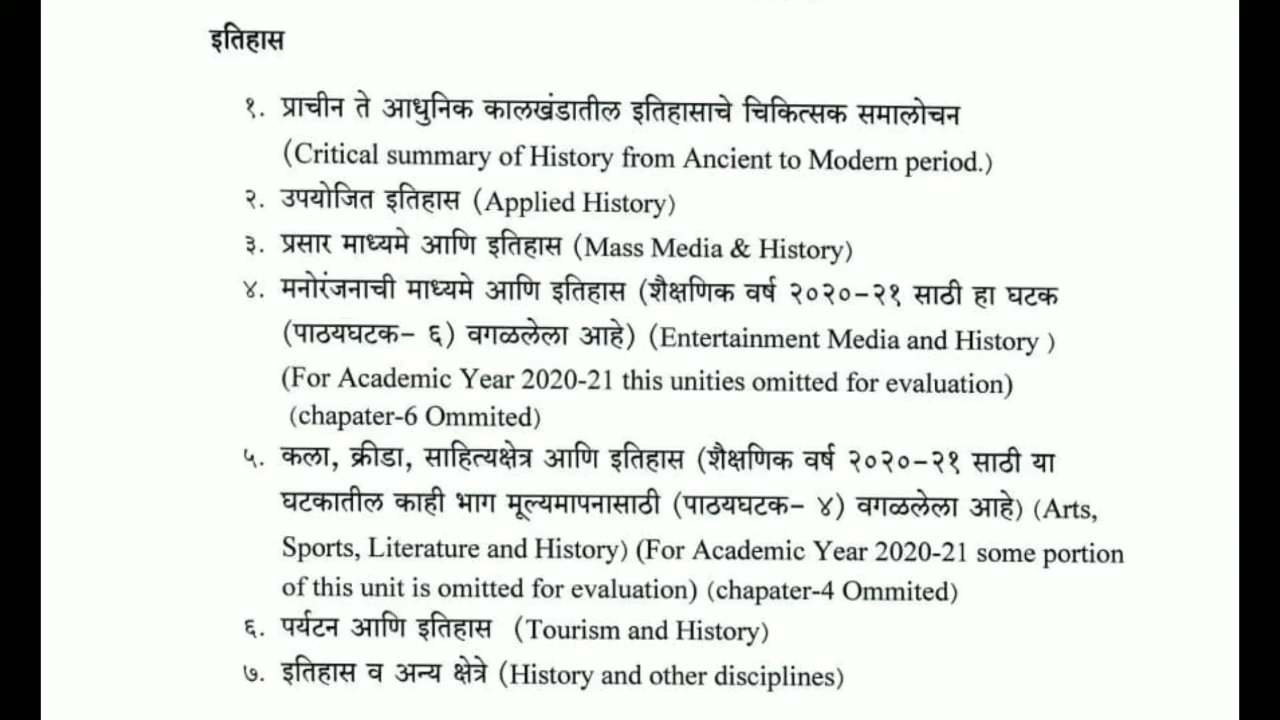 इतिहास
१. प्राचीन ते आधुनिक कालखंडातील इतिहासाचे चिकित्सक समालोचन
(Critical summary of History from Ancient to Modern period.)
२. उपयोजित इतिहास (Applied History)
३. प्रसार माध्यमे आणि इतिहास (Mass Media & History)
४. मनोरंजनाची माध्यमे आणि इतिहास (शैक्षणिक वर्ष २०२०-२१ साठी हा घटक
(पाठयघटक- ६) वगळलेला आहे) (Entertainment Media and History )
(For Academic Year 2020-21 this unities omitted for evaluation)
(chapater-6 Ommited)
५. कला, क्रीडा, साहित्यक्षेत्र आणि इतिहास (शैक्षणिक वर्ष २०२०-२१ साठी या
घटकातील काही भाग मूल्यमापनासाठी (पाठयघटक- ४) वगळलेला आहे) (Arts,
Sports, Literature and History) (For Academic Year 2020-21 some portion
of this unit is omitted for evaluation) (chapater-4 Ommited)
६. पर्यटन आणि इतिहास (Tourism and History)
७. इतिहास व अन्य क्षेत्रे (History and other disciplines)